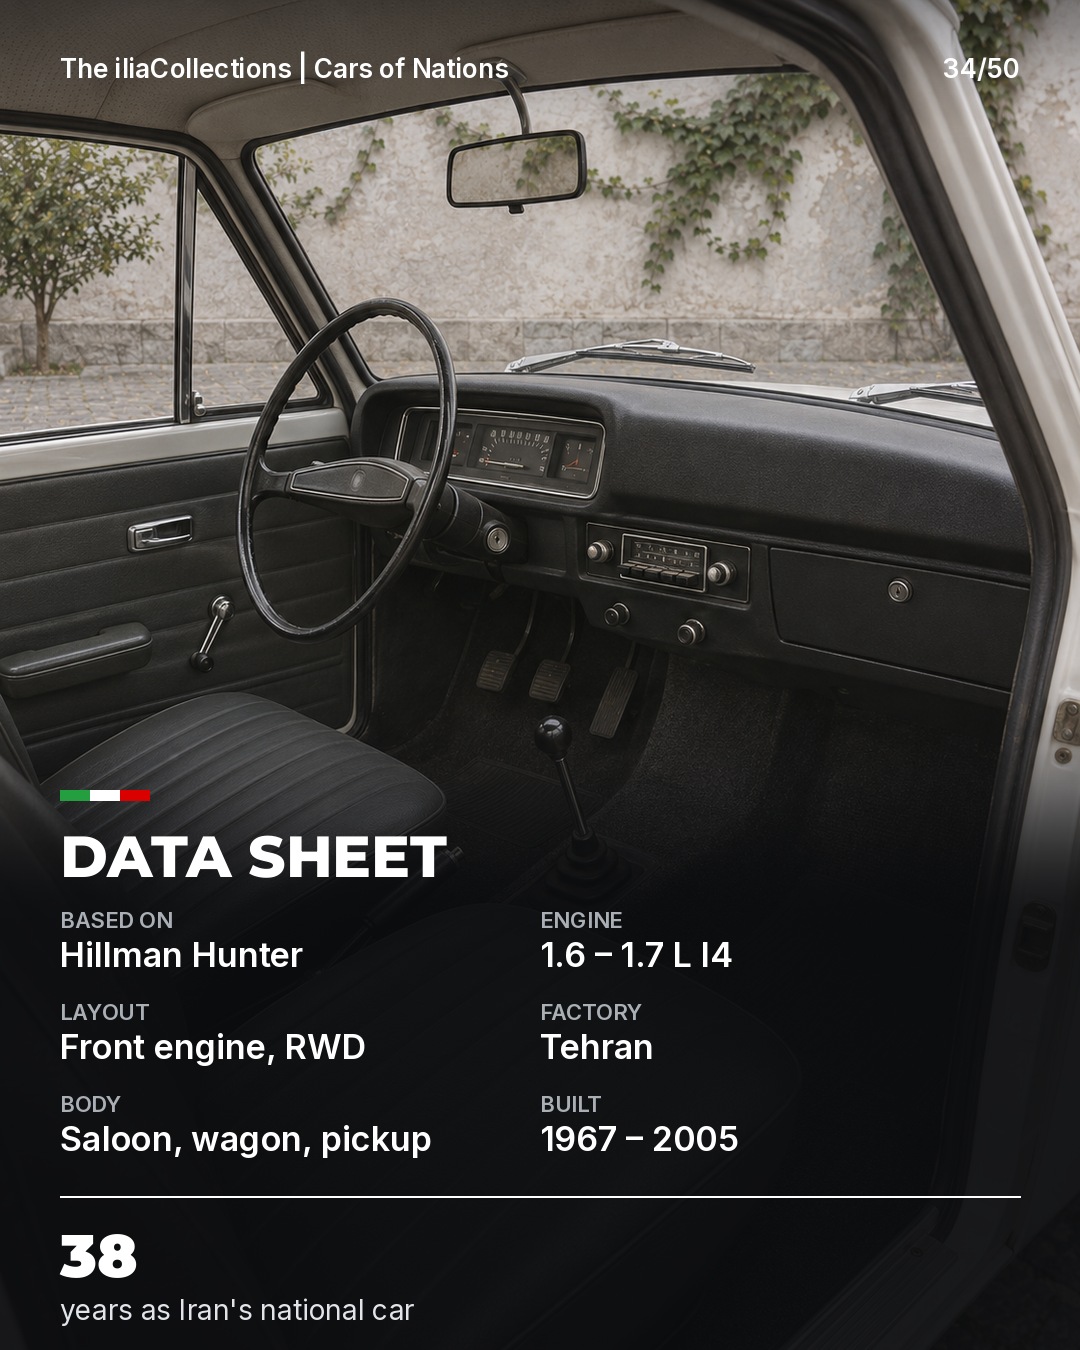 The iliaCollections | Cars of Nations
34/50
DATA SHEET
BASED ON
Hillman Hunter
ENGINE
1.6 – 1.7 L I4
LAYOUT
Front engine, RWD
FACTORY
Tehran
BODY
Saloon, wagon, pickup
BUILT
1967 – 2005
38
years as Iran's national car